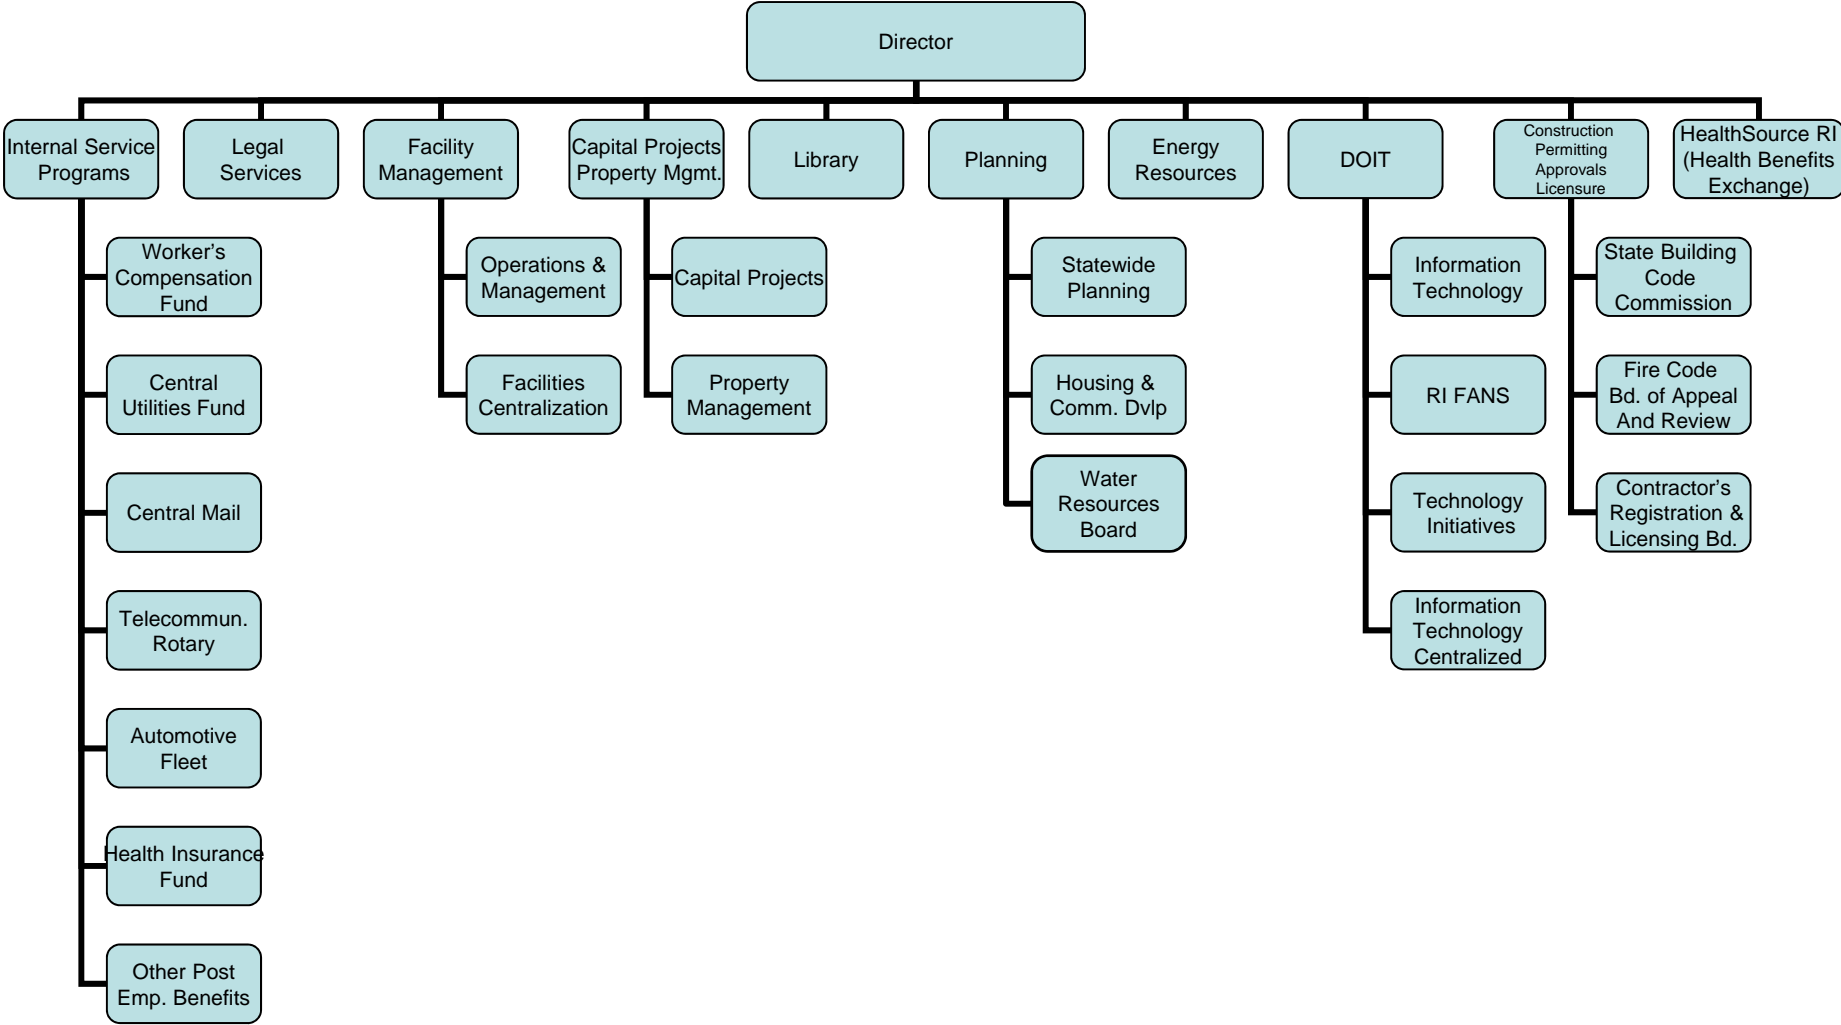 Director
Internal Service
Programs
Legal
Services
Facility
Management
Capital Projects
Property Mgmt.
Library
Planning
Energy
Resources
DOIT
Construction
Permitting
Approvals
Licensure
HealthSource RI
(Health Benefits
Exchange)
Worker's
Compensation
Fund
Central
Utilities Fund
Central Mail
Telecommun.
Rotary
Automotive
Fleet
Health Insurance
Fund
Other Post
Emp. Benefits
Operations &
Management
Facilities
Centralization
Capital Projects
Property
Management
Statewide
Planning
Housing &
Comm. Dvlp
Water
Resources
Board
Information
Technology
RI FANS
Technology
Initiatives
Information
Technology
Centralized
State Building
Code
Commission
Fire Code
Bd. of Appeal
And Review
Contractor's
Registration &
Licensing Bd.